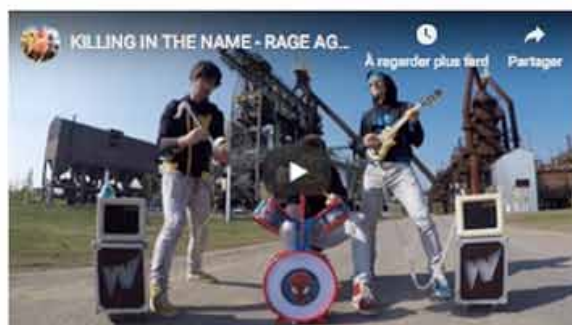 KILLING IN THE NAME - RAGE AG...
À regarder plus tard
Partager
W
W